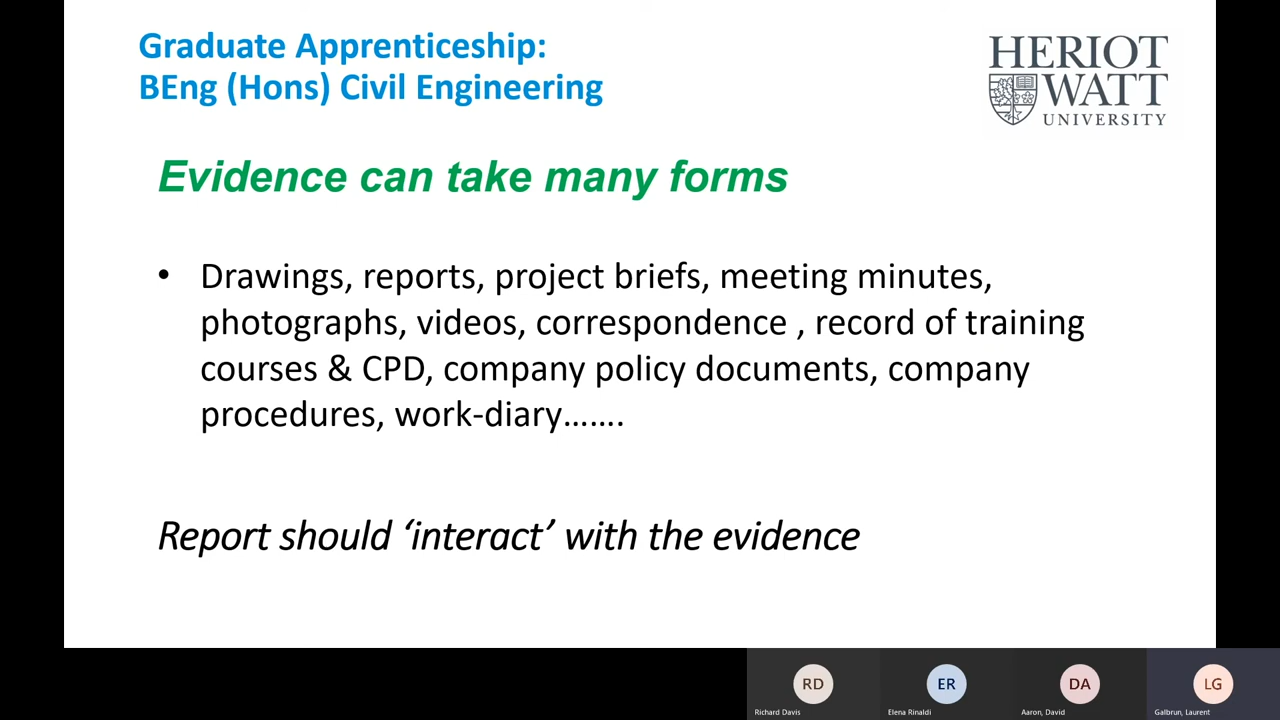 Graduate Apprenticeship:
BEng (Hons) Civil Engineering
HERIOT
WATT
UNIVERSITY
Evidence can take many forms
• Drawings, reports, project briefs, meeting minutes,
photographs, videos, correspondence , record of training
courses & CPD, company policy documents, company
procedures, work-diary…….
Report should ‘interact’ with the evidence
RD
ER
DA
LG
Richard Davis
Elena Rinaldi
Aaron, David
Galbrun, Laurent